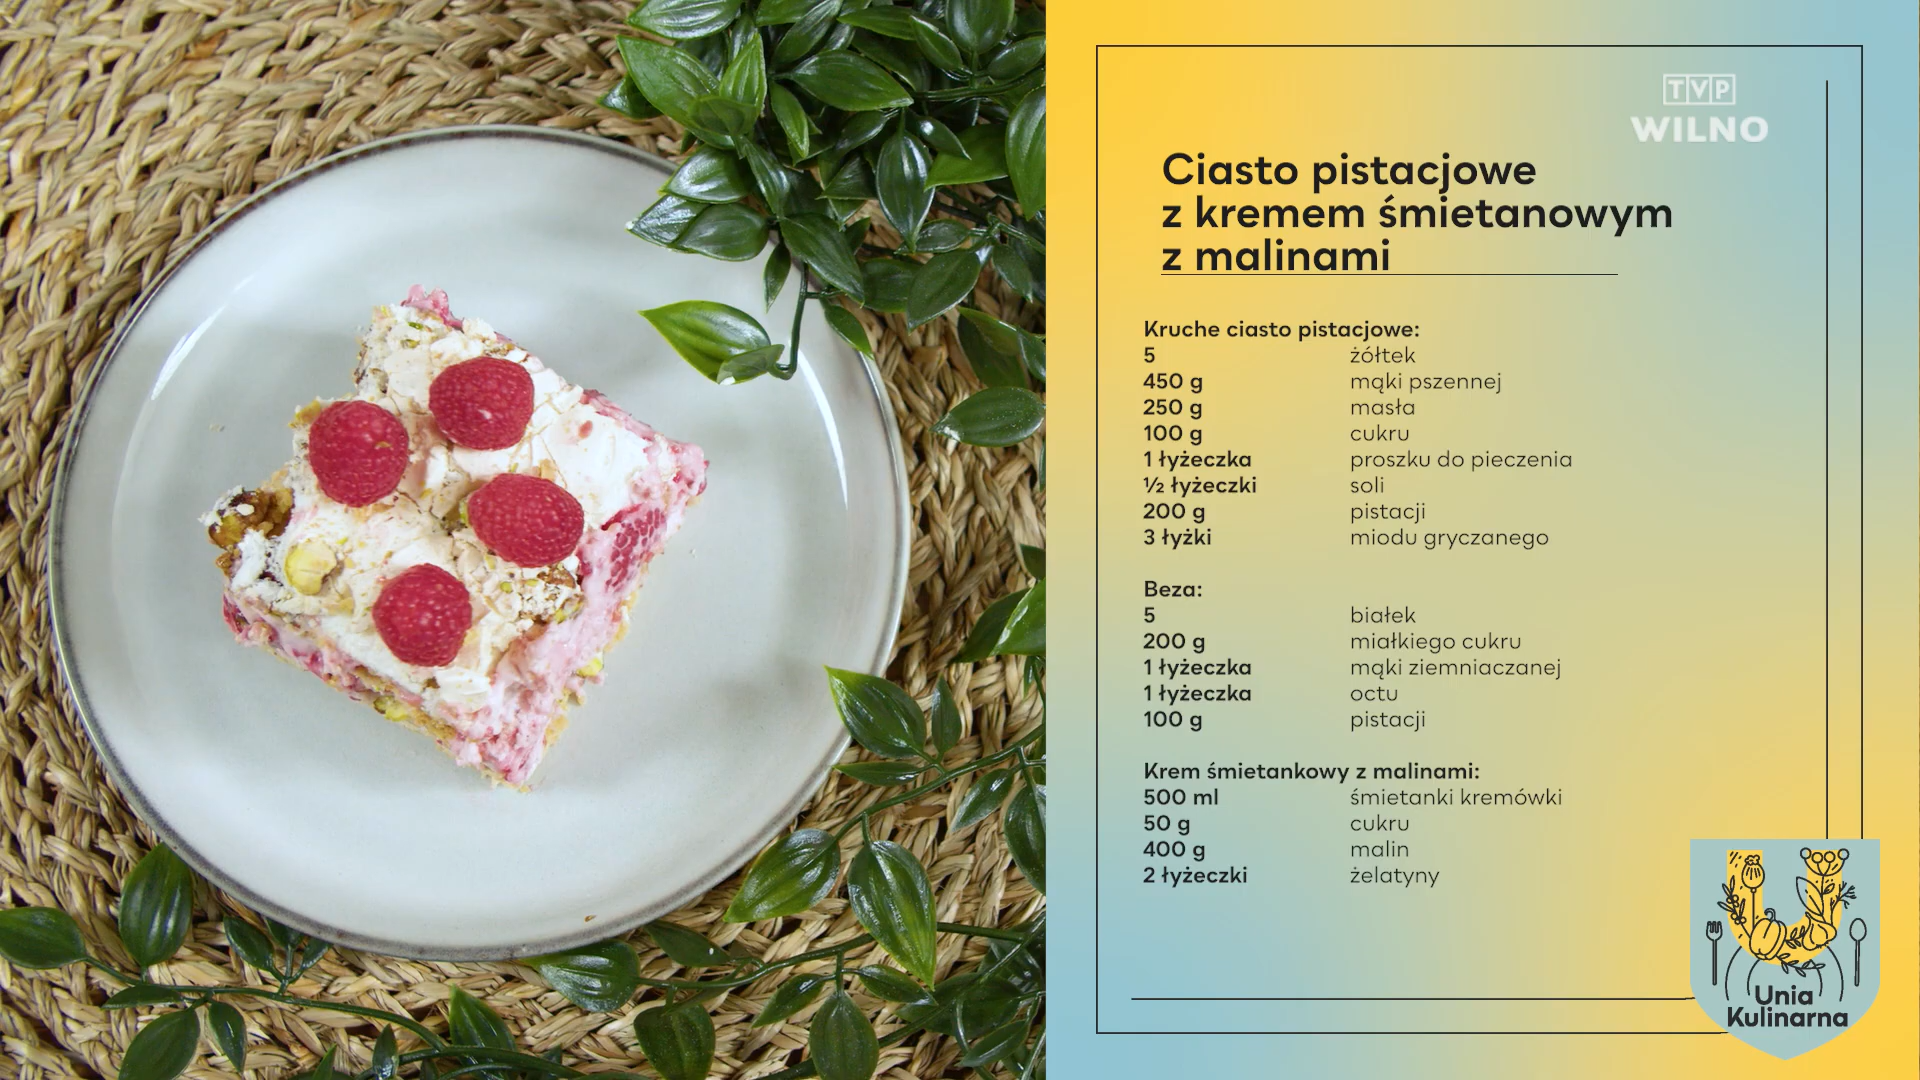 TVP
WILNO
Ciasto pistacjowe
z kremem śmietanowym
z malinami
Kruche ciasto pistacjowe:
5 żółtek
450 g mąki pszennej
250 g masła
100 g cukru
1 łyżeczka proszku do pieczenia
½ łyżeczki soli
200 g pistacji
3 łyżki miodu gryczanego
Beza:
5 białek
200 g miałkiego cukru
1 łyżeczka mąki ziemniaczanej
1 łyżeczka octu
100 g pistacji
Krem śmietankowy z malinami:
500 ml śmietanki kremówki
50 g cukru
400 g malin
2 łyżeczki żelatyny
Unia
Kulinarna